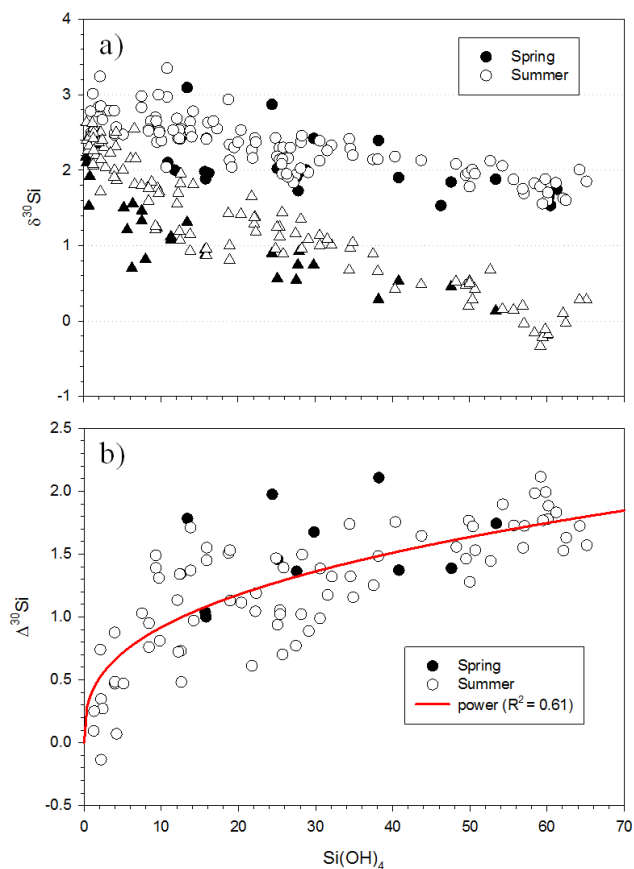 a)
4
3
2
1
0
-1
δ³⁰Si
Spring
Summer
b)
2.5
2.0
1.5
1.0
0.5
0.0
-0.5
Δ³⁰Si
Spring
Summer
power (R² = 0.61)
0 10 20 30 40 50 60 70
Si(OH)₄